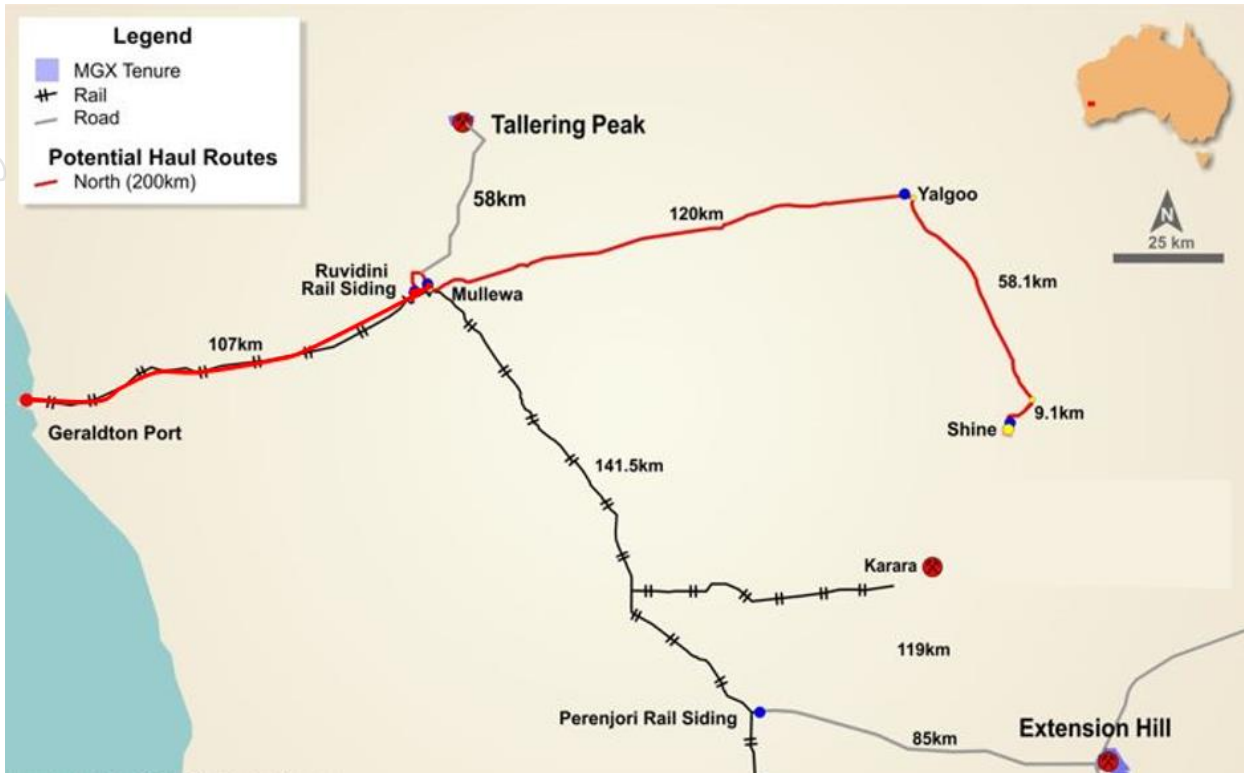 Legend
MGX Tenure
Rail
Road
Potential Haul Routes
North (200km)
Tallering Peak
58km
120km
Yalgoo
N
25 km
Ruvidini
Rail Siding
Mullewa
58.1km
107km
Geraldton Port
9.1km
Shine
141.5km
Karara
119km
Perenjori Rail Siding
85km
Extension Hill